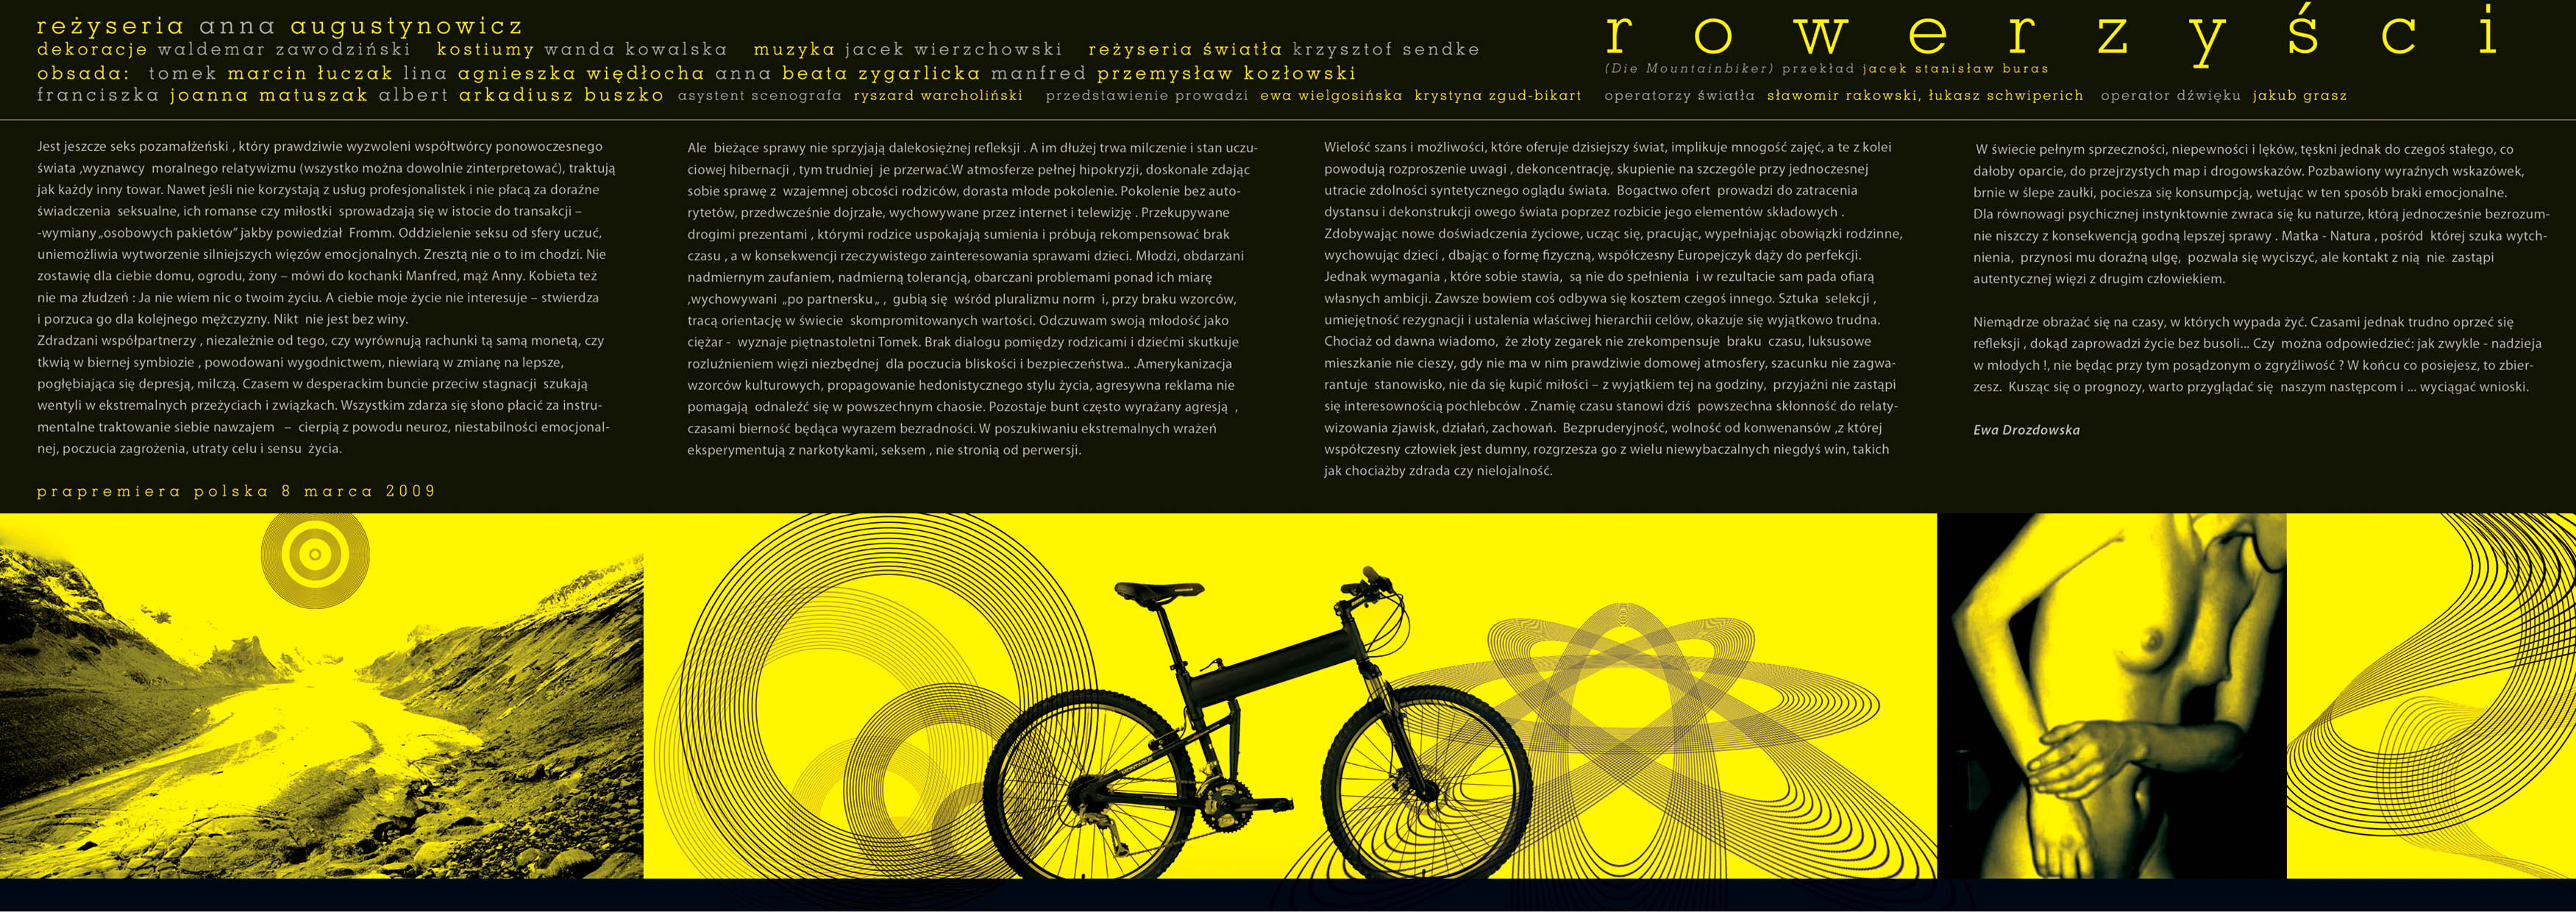 reżyseria anna augustynowicz
dekoracje waldemar zawodziński kostiumy wanda kowalska muzyka jacek wierzchowski reżyseria światła krzysztof sendke
obsada: tomek marcin łuczak lina agnieszka więdłocha anna beata zygarlicka manfred przemysław kozłowski
franciszka joanna matuszak albert arkadiusz buszko asystent scenografa ryszard warcholiński przedstawienie prowadzi ewa wielgosińska krystyna zgud-bikart
rowerzyści
(Die Mountainbiker) przekład jacek stanisław buras
operatorzy światła sławomir rakowski, łukasz schwiperich operator dźwięku jakub grasz
Jest jeszcze seks pozamałżeński , który prawdziwie wyzwoleni współtwórcy ponowoczesnego
świata ,wyznawcy moralnego relatywizmu (wszystko można dowolnie zinterpretować), traktują
jak każdy inny towar. Nawet jeśli nie korzystają z usług profesjonalistek i nie płacą za doraźne
świadczenia seksualne, ich romanse czy miłostki sprowadzają się w istocie do transakcji –
-wymiany „osobowych pakietów" jakby powiedział Fromm. Oddzielenie seksu od sfery uczuć,
uniemożliwia wytworzenie silniejszych więzów emocjonalnych. Zresztą nie o to im chodzi. Nie
zostawię dla ciebie domu, ogrodu, żony – mówi do kochanki Manfred, mąż Anny. Kobieta też
nie ma złudzeń : Ja nie wiem nic o twoim życiu. A ciebie moje życie nie interesuje – stwierdza
i porzuca go dla kolejnego mężczyzny. Nikt nie jest bez winy.
Zdradzani współpartnerzy , niezależnie od tego, czy wyrównują rachunki tą samą monetą, czy
tkwią w biernej symbiozie , powodowani wygodnictwem, niewiarą w zmianę na lepsze,
pogłębiająca się depresją, milczą. Czasem w desperackim buncie przeciw stagnacji szukają
wentyli w ekstremalnych przeżyciach i związkach. Wszystkim zdarza się słono płacić za instru-
mentalne traktowanie siebie nawzajem – cierpią z powodu neuroz, niestabilności emocjonal-
nej, poczucia zagrożenia, utraty celu i sensu życia.
prapremiera polska 8 marca 2009
Ale bieżące sprawy nie sprzyjają dalekosiężnej refleksji . A im dłużej trwa milczenie i stan uczu-
ciowej hibernacji , tym trudniej je przerwać.W atmosferze pełnej hipokryzji, doskonale zdając
sobie sprawę z wzajemnej obcości rodziców, dorasta młode pokolenie. Pokolenie bez auto-
rytetów, przedwcześnie dojrzałe, wychowywane przez internet i telewizję . Przekupywane
drogimi prezentami , którymi rodzice uspokajają sumienia i próbują rekompensować brak
czasu , a w konsekwencji rzeczywistego zainteresowania sprawami dzieci. Młodzi, obdarzani
nadmiernym zaufaniem, nadmierną tolerancją, obarczani problemami ponad ich miarę
,wychowywani „po partnersku„ , gubią się wśród pluralizmu norm i, przy braku wzorców,
tracą orientację w świecie skompromitowanych wartości. Odczuwam swoją młodość jako
ciężar - wyznaje piętnastoletni Tomek. Brak dialogu pomiędzy rodzicami i dziećmi skutkuje
rozluźnieniem więzi niezbędnej dla poczucia bliskości i bezpieczeństwa.. .Amerykanizacja
wzorców kulturowych, propagowanie hedonistycznego stylu życia, agresywna reklama nie
pomagają odnaleźć się w powszechnym chaosie. Pozostaje bunt często wyrażany agresją ,
czasami bierność będąca wyrazem bezradności. W poszukiwaniu ekstremalnych wrażeń
eksperymentują z narkotykami, seksem , nie stronią od perwersji.
Wielość szans i możliwości, które oferuje dzisiejszy świat, implikuje mnogość zajęć, a te z kolei
powodują rozproszenie uwagi , dekoncentrację, skupienie na szczególe przy jednoczesnej
utracie zdolności syntetycznego oglądu świata. Bogactwo ofert prowadzi do zatracenia
dystansu i dekonstrukcji owego świata poprzez rozbicie jego elementów składowych .
Zdobywając nowe doświadczenia życiowe, ucząc się, pracując, wypełniając obowiązki rodzinne,
wychowując dzieci , dbając o formę fizyczną, współczesny Europejczyk dąży do perfekcji.
Jednak wymagania , które sobie stawia, są nie do spełnienia i w rezultacie sam pada ofiarą
własnych ambicji. Zawsze bowiem coś odbywa się kosztem czegoś innego. Sztuka selekcji ,
umiejętność rezygnacji i ustalenia właściwej hierarchii celów, okazuje się wyjątkowo trudna.
Chociaż od dawna wiadomo, że złoty zegarek nie zrekompensuje braku czasu, luksusowe
mieszkanie nie cieszy, gdy nie ma w nim prawdziwie domowej atmosfery, szacunku nie zagwa-
rantuje stanowisko, nie da się kupić miłości – z wyjątkiem tej na godziny, przyjaźni nie zastąpi
się interesownością pochlebców . Znamię czasu stanowi dziś powszechna skłonność do relaty-
wizowania zjawisk, działań, zachowań. Bezpruderyjność, wolność od konwenansów ,z której
współczesny człowiek jest dumny, rozgrzesza go z wielu niewybaczalnych niegdyś win, takich
jak chociażby zdrada czy nielojalność.
W świecie pełnym sprzeczności, niepewności i lęków, tęskni jednak do czegoś stałego, co
dałoby oparcie, do przejrzystych map i drogowskazów. Pozbawiony wyraźnych wskazówek,
brnie w ślepe zaułki, pociesza się konsumpcją, wetując w ten sposób braki emocjonalne.
Dla równowagi psychicznej instynktownie zwraca się ku naturze, którą jednocześnie bezrozum-
nie niszczy z konsekwencją godną lepszej sprawy . Matka - Natura , pośród której szuka wytch-
nienia, przynosi mu doraźną ulgę, pozwala się wyciszyć, ale kontakt z nią nie zastąpi
autentycznej więzi z drugim człowiekiem.
Niemądrze obrażać się na czasy, w których wypada żyć. Czasami jednak trudno oprzeć się
refleksji , dokąd zaprowadzi życie bez busoli... Czy można odpowiedzieć: jak zwykle - nadzieja
w młodych !, nie będąc przy tym posądzonym o zgryźliwość ? W końcu co posiejesz, to zbier-
zesz. Kusząc się o prognozy, warto przyglądać się naszym następcom i ... wyciągać wnioski.
Ewa Drozdowska